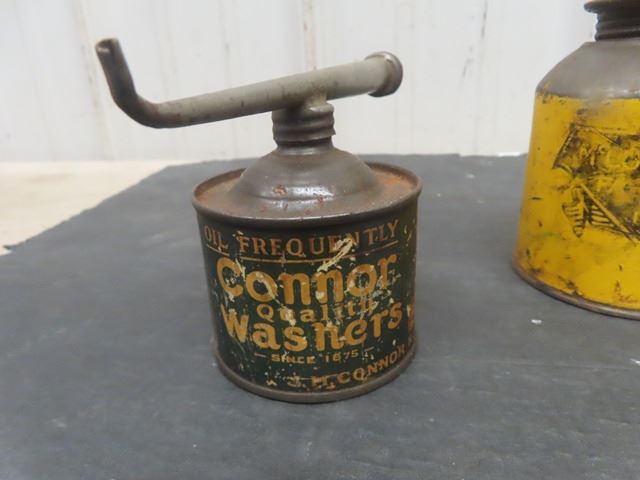 OIL FREQUENTLY
Connor
Quality
Washers
SINCE 1875
J. H. CONNOR